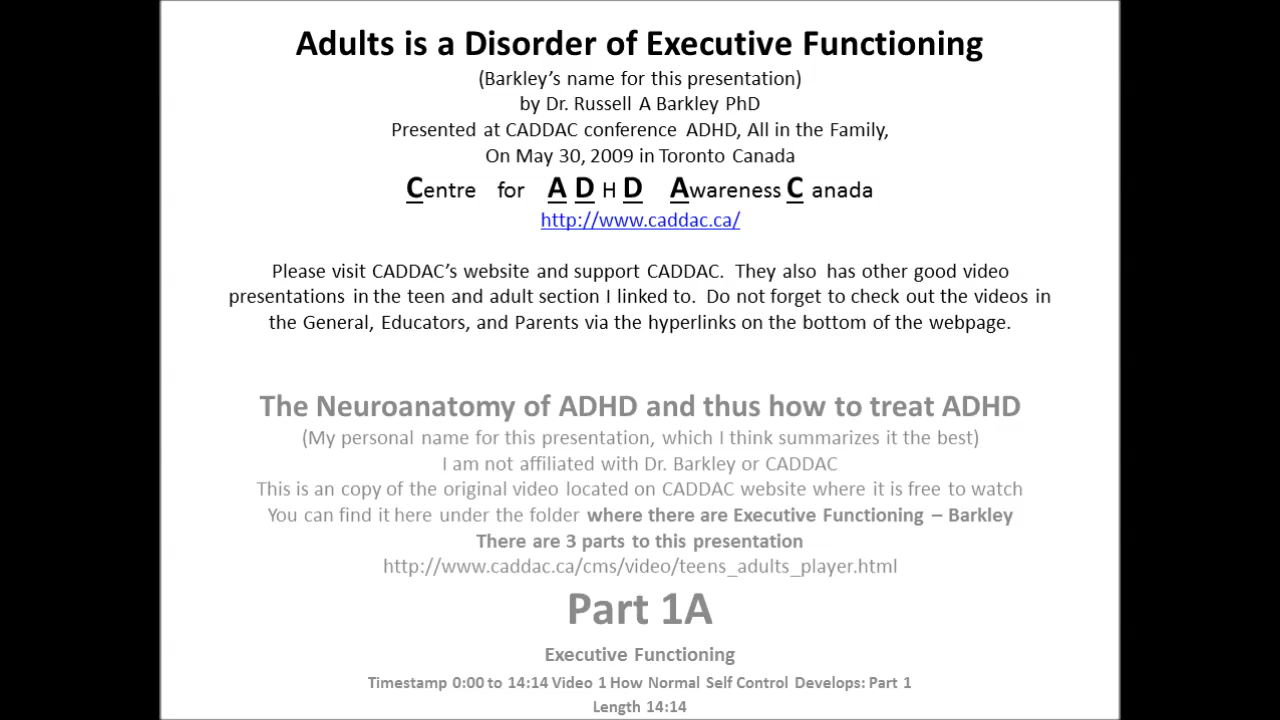 Adults is a Disorder of Executive Functioning
(Barkley's name for this presentation)
by Dr. Russell A Barkley PhD
Presented at CADDAC conference ADHD, All in the Family,
On May 30, 2009 in Toronto Canada
Centre for A D H D Awareness C anada
http://www.caddac.ca/
Please visit CADDAC's website and support CADDAC. They also has other good video
presentations in the teen and adult section I linked to. Do not forget to check out the videos in
the General, Educators, and Parents via the hyperlinks on the bottom of the webpage.
The Neuroanatomy of ADHD and thus how to treat ADHD
(My personal name for this presentation, which I think summarizes it the best)
I am not affiliated with Dr. Barkley or CADDAC
This is an copy of the original video located on CADDAC website where it is free to watch
You can find it here under the folder where there are Executive Functioning – Barkley
There are 3 parts to this presentation
http://www.caddac.ca/cms/video/teens_adults_player.html
Part 1A
Executive Functioning
Timestamp 0:00 to 14:14 Video 1 How Normal Self Control Develops: Part 1
Length 14:14